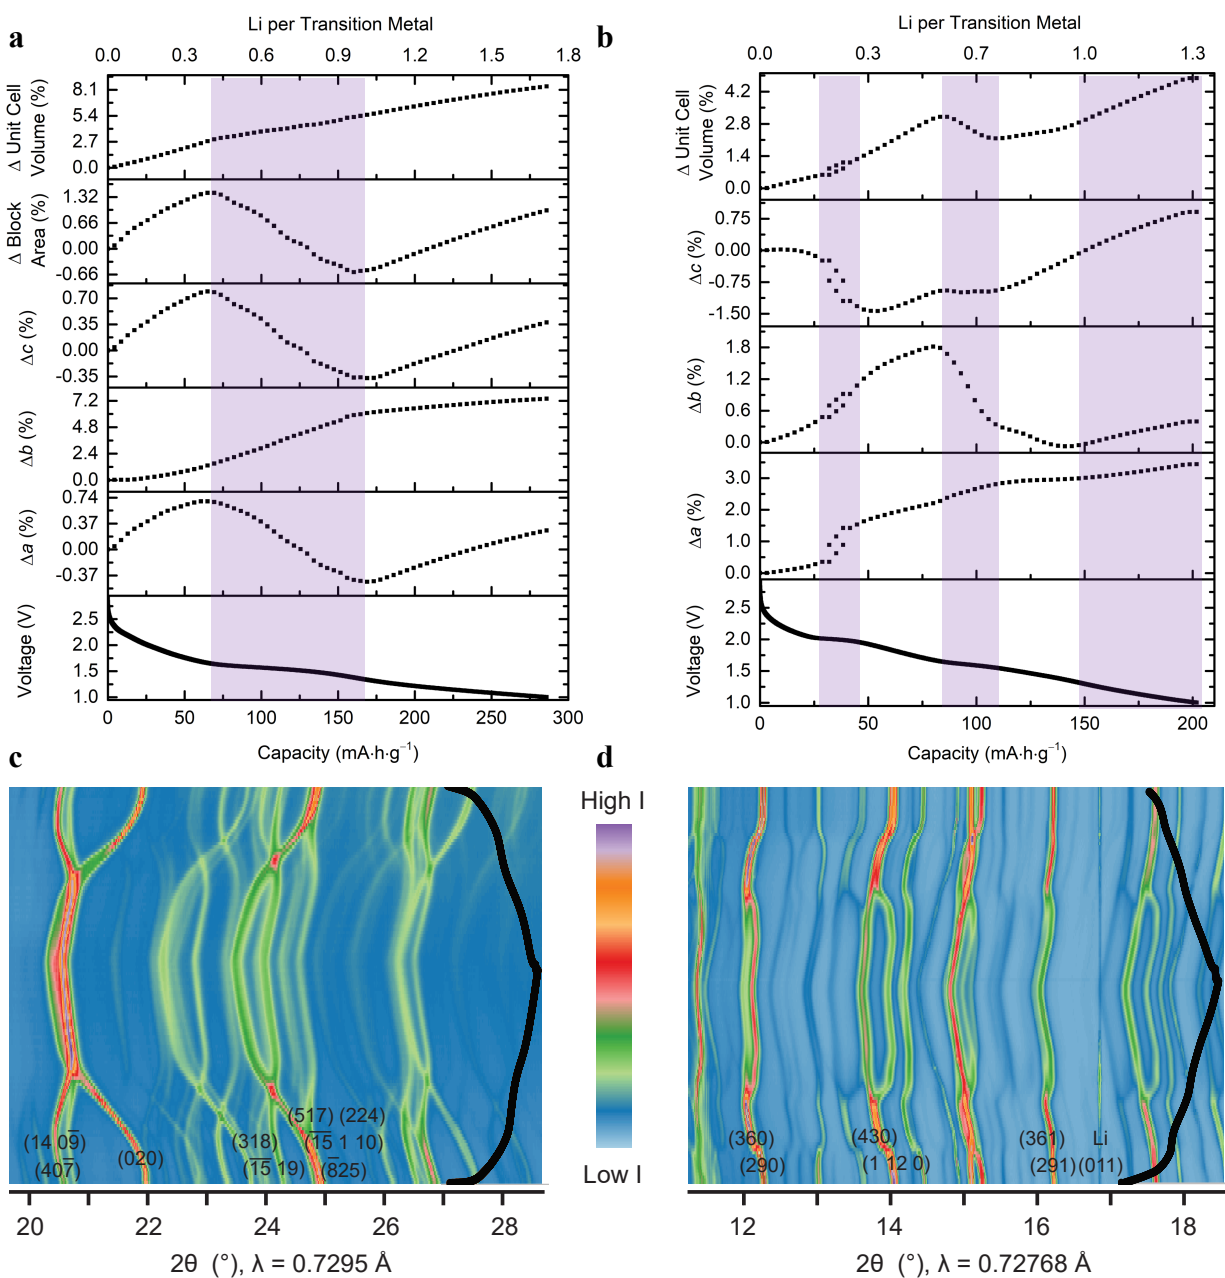 a
Li per Transition Metal
0.0 0.3 0.6 0.9 1.2 1.5 1.8
Δ Unit Cell
Volume (%)
8.1
5.4
2.7
0.0
Δ Block
Area (%)
1.32
0.66
0.00
-0.66
Δc (%)
0.70
0.35
0.00
-0.35
Δb (%)
7.2
4.8
2.4
0.0
Δa (%)
0.74
0.37
0.00
-0.37
Voltage (V)
2.5
2.0
1.5
1.0
0 50 100 150 200 250 300
Capacity (mA·h·g⁻¹)
b
Li per Transition Metal
0.0 0.3 0.7 1.0 1.3
Δ Unit Cell
Volume (%)
4.2
2.8
1.4
0.0
Δc (%)
0.75
0.00
-0.75
-1.50
Δb (%)
1.8
1.2
0.6
0.0
Δa (%)
3.0
2.0
1.0
0.0
Voltage (V)
2.5
2.0
1.5
1.0
0 50 100 150 200
Capacity (mA·h·g⁻¹)
c
(14 0 9̅)
(407̅)
(020)
(318)
(1̅5̅ 19)
(517) (224)
(1̅5̅ 1 10)
(8̅25)
20 22 24 26 28
2θ (°), λ = 0.7295 Å
High I
Low I
d
(360)
(290)
(430)
(1 12 0)
(361) Li
(291) (011)
12 14 16 18
2θ (°), λ = 0.72768 Å